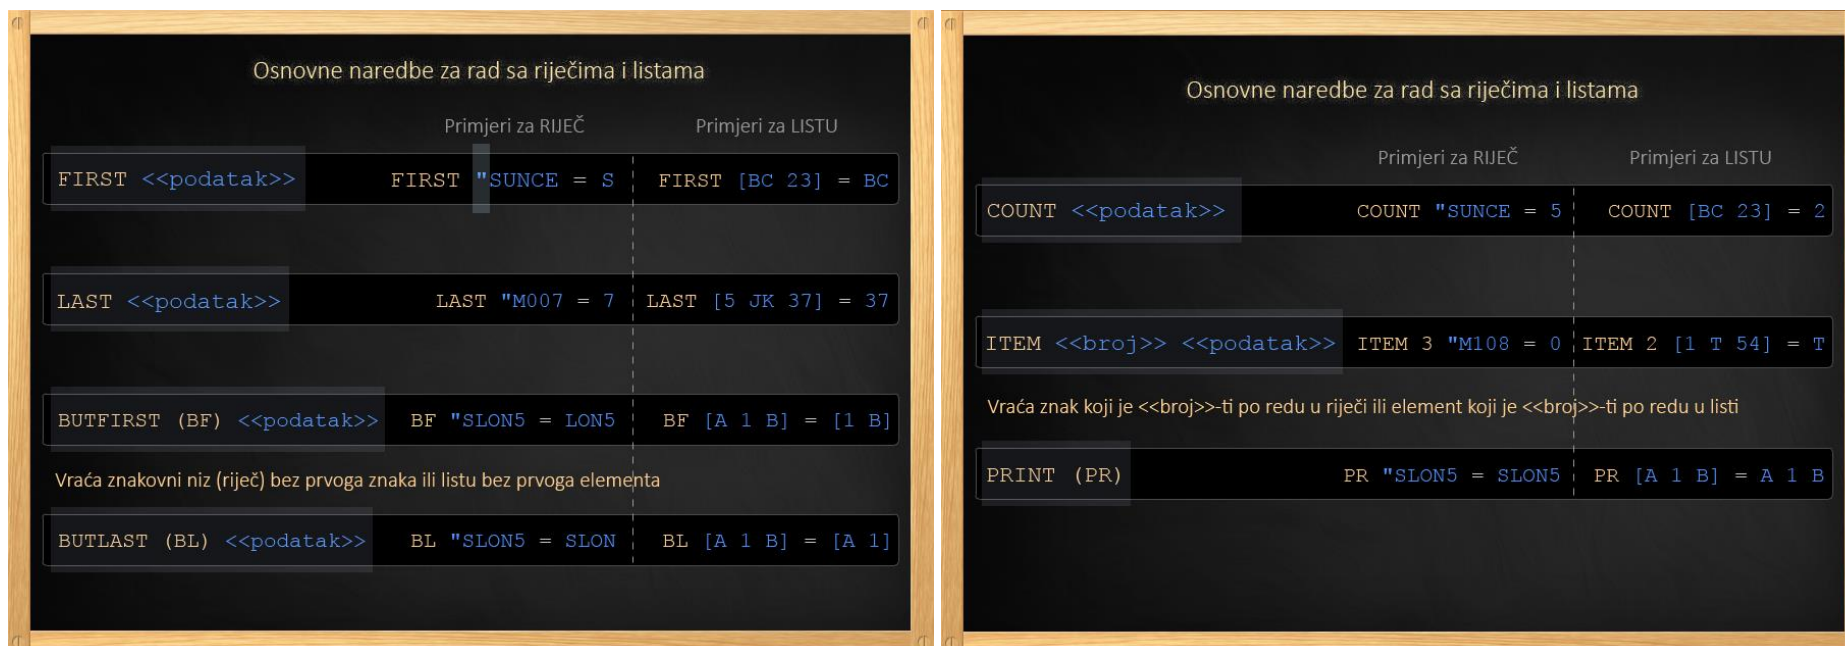 Osnovne naredbe za rad sa riječima i listama
Primjeri za RIJEČ Primjeri za LISTU
FIRST <<podatak>> FIRST "SUNCE = S FIRST [BC 23] = BC
LAST <<podatak>> LAST "M007 = 7 LAST [5 JK 37] = 37
BUTFIRST (BF) <<podatak>> BF "SLON5 = LON5 BF [A 1 B] = [1 B]
Vraća znakovni niz (riječ) bez prvoga znaka ili listu bez prvoga elementa
BUTLAST (BL) <<podatak>> BL "SLON5 = SLON BL [A 1 B] = [A 1]
Osnovne naredbe za rad sa riječima i listama
Primjeri za RIJEČ Primjeri za LISTU
COUNT <<podatak>> COUNT "SUNCE = 5 COUNT [BC 23] = 2
ITEM <<broj>> <<podatak>> ITEM 3 "M108 = 0 ITEM 2 [1 T 54] = T
Vraća znak koji je <<broj>>-ti po redu u riječi ili element koji je <<broj>>-ti po redu u listi
PRINT (PR) PR "SLON5 = SLON5 PR [A 1 B] = A 1 B